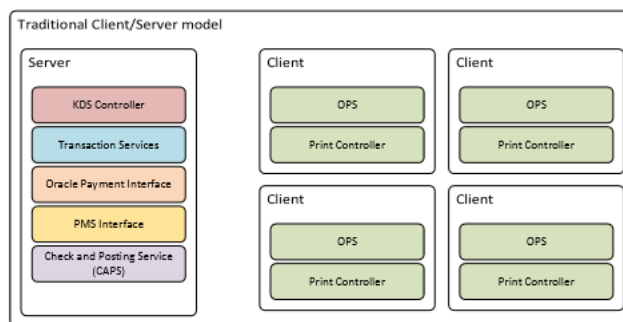 Traditional Client/Server model
Server
KDS Controller
Transaction Services
Oracle Payment Interface
PMS Interface
Check and Posting Service
(CAPS)
Client
OPS
Print Controller
Client
OPS
Print Controller
Client
OPS
Print Controller
Client
OPS
Print Controller